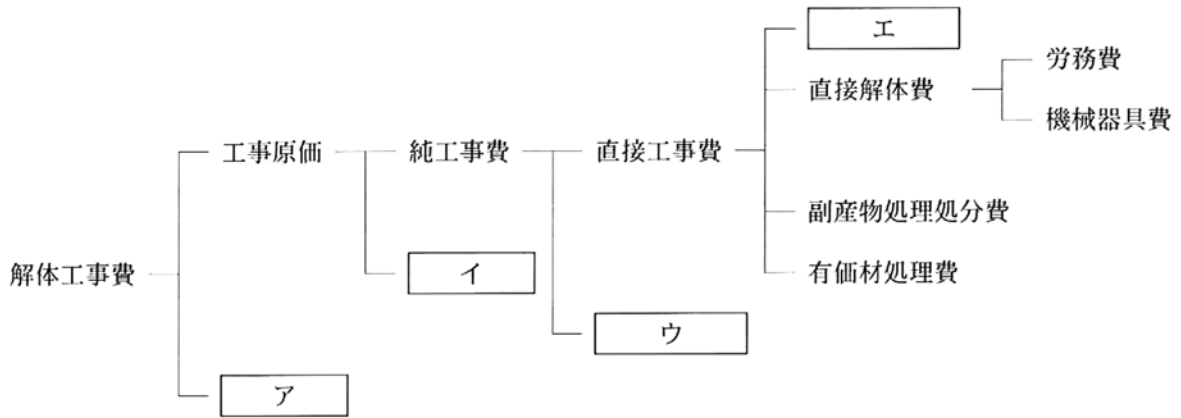 エ
労務費
直接解体費
機械器具費
工事原価
純工事費
直接工事費
副産物処理処分費
解体工事費
イ
有価材処理費
ウ
ア